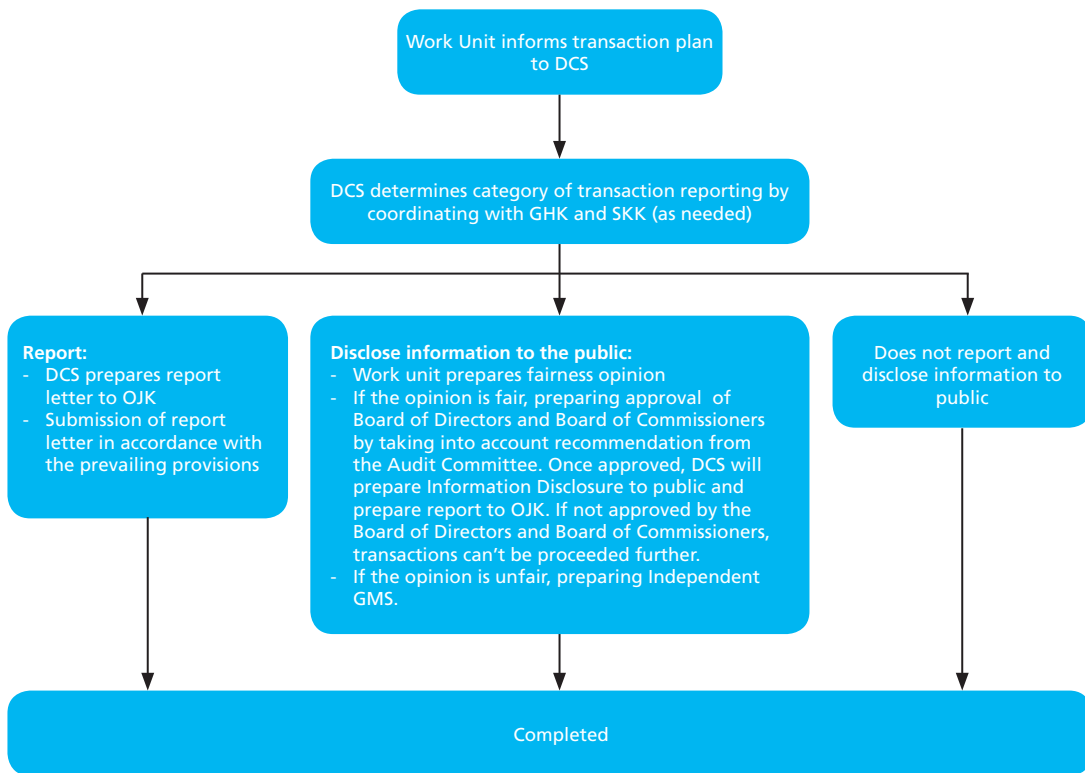 Work Unit informs transaction plan
to DCS
DCS determines category of transaction reporting by
coordinating with GHK and SKK (as needed)
Report:
- DCS prepares report
letter to OJK
- Submission of report
letter in accordance with
the prevailing provisions
Disclose information to the public:
- Work unit prepares fairness opinion
- If the opinion is fair, preparing approval of
Board of Directors and Board of Commissioners
by taking into account recommendation from
the Audit Committee. Once approved, DCS will
prepare Information Disclosure to public and
prepare report to OJK. If not approved by the
Board of Directors and Board of Commissioners,
transactions can't be proceeded further.
- If the opinion is unfair, preparing Independent
GMS.
Does not report and
disclose information to
public
Completed